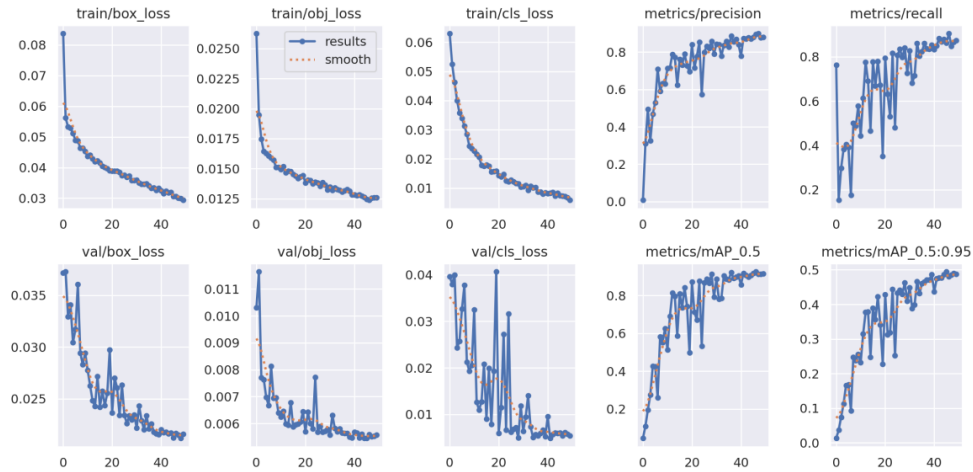 train/box_loss
train/obj_loss
train/cls_loss
metrics/precision
metrics/recall
0.08
0.07
0.06
0.05
0.04
0.03
0 20 40
0.0250
0.0225
0.0200
0.0175
0.0150
0.0125
results
smooth
0 20 40
0.06
0.05
0.04
0.03
0.02
0.01
0 20 40
0.8
0.6
0.4
0.2
0.0
0 20 40
0.8
0.6
0.4
0.2
0 20 40
val/box_loss
val/obj_loss
val/cls_loss
metrics/mAP_0.5
metrics/mAP_0.5:0.95
0.035
0.030
0.025
0 20 40
0.011
0.010
0.009
0.008
0.007
0.006
0 20 40
0.04
0.03
0.02
0.01
0 20 40
0.8
0.6
0.4
0.2
0 20 40
0.5
0.4
0.3
0.2
0.1
0.0
0 20 40